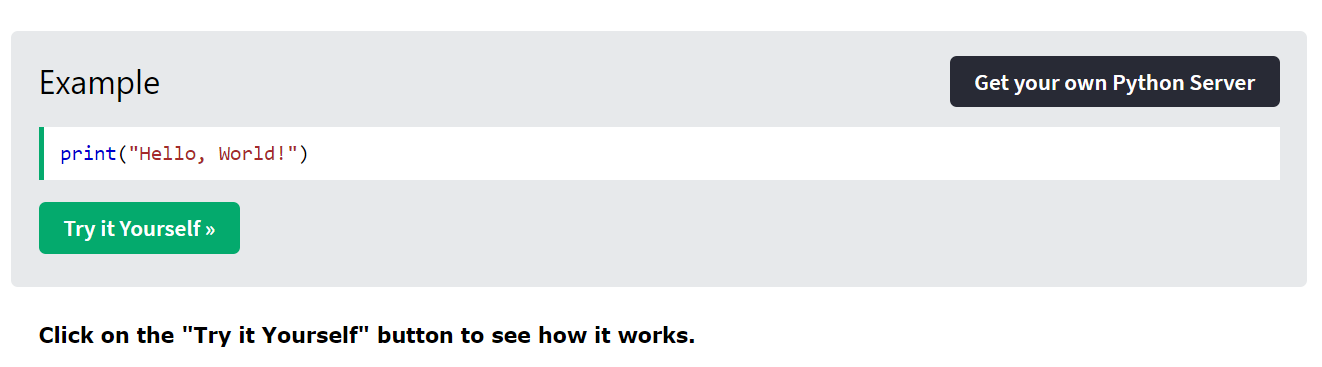 Example
Get your own Python Server
print("Hello, World!")
Try it Yourself »
Click on the "Try it Yourself" button to see how it works.